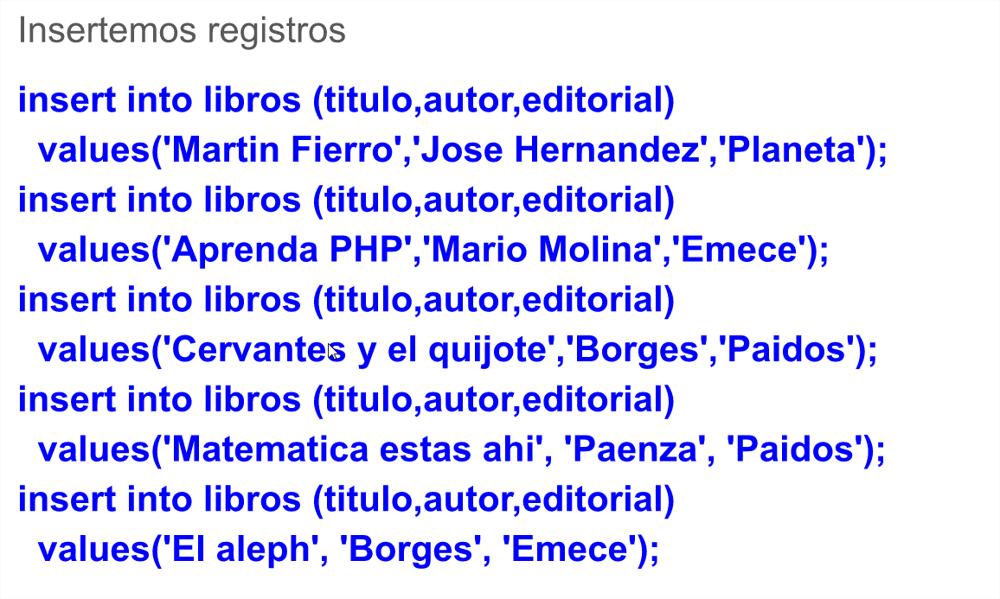 Insertemos registros
insert into libros (titulo,autor,editorial)
values('Martin Fierro','Jose Hernandez','Planeta');
insert into libros (titulo,autor,editorial)
values('Aprenda PHP','Mario Molina','Emece');
insert into libros (titulo,autor,editorial)
values('Cervantes y el quijote','Borges','Paidos');
insert into libros (titulo,autor,editorial)
values('Matematica estas ahi', 'Paenza', 'Paidos');
insert into libros (titulo,autor,editorial)
values('El aleph', 'Borges', 'Emece');